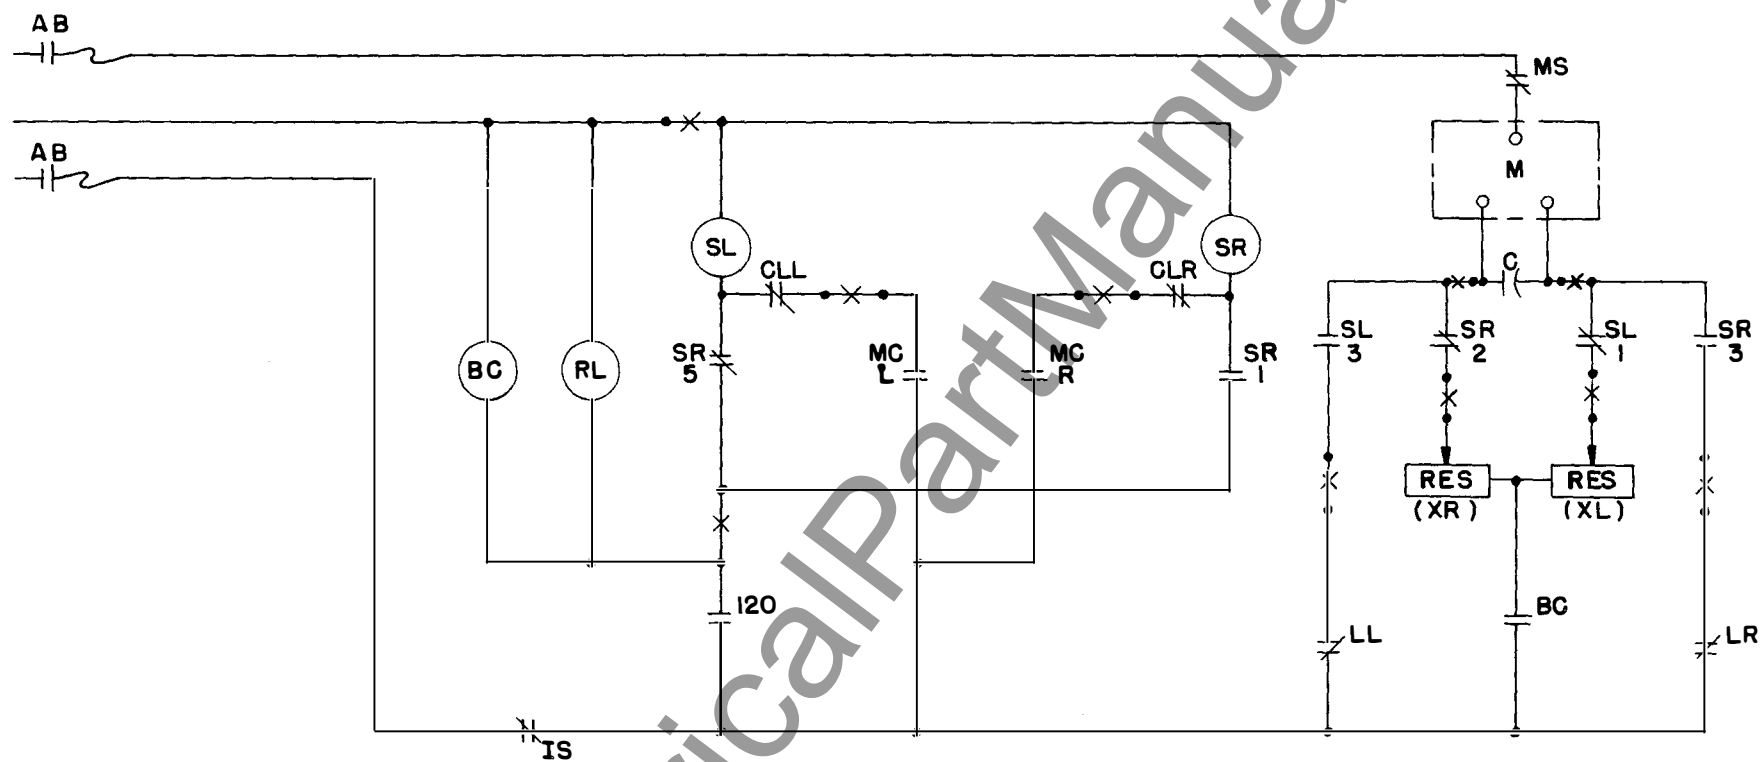 AB
MS
AB
M
SL
SR
CLL
CLR
C
BC
RL
SR
5
MC
L
MC
R
SR
1
SL
3
SR
2
SL
1
SR
3
RES
(XR)
RES
(XL)
120
BC
LL
LR
IS
ricalPartManua